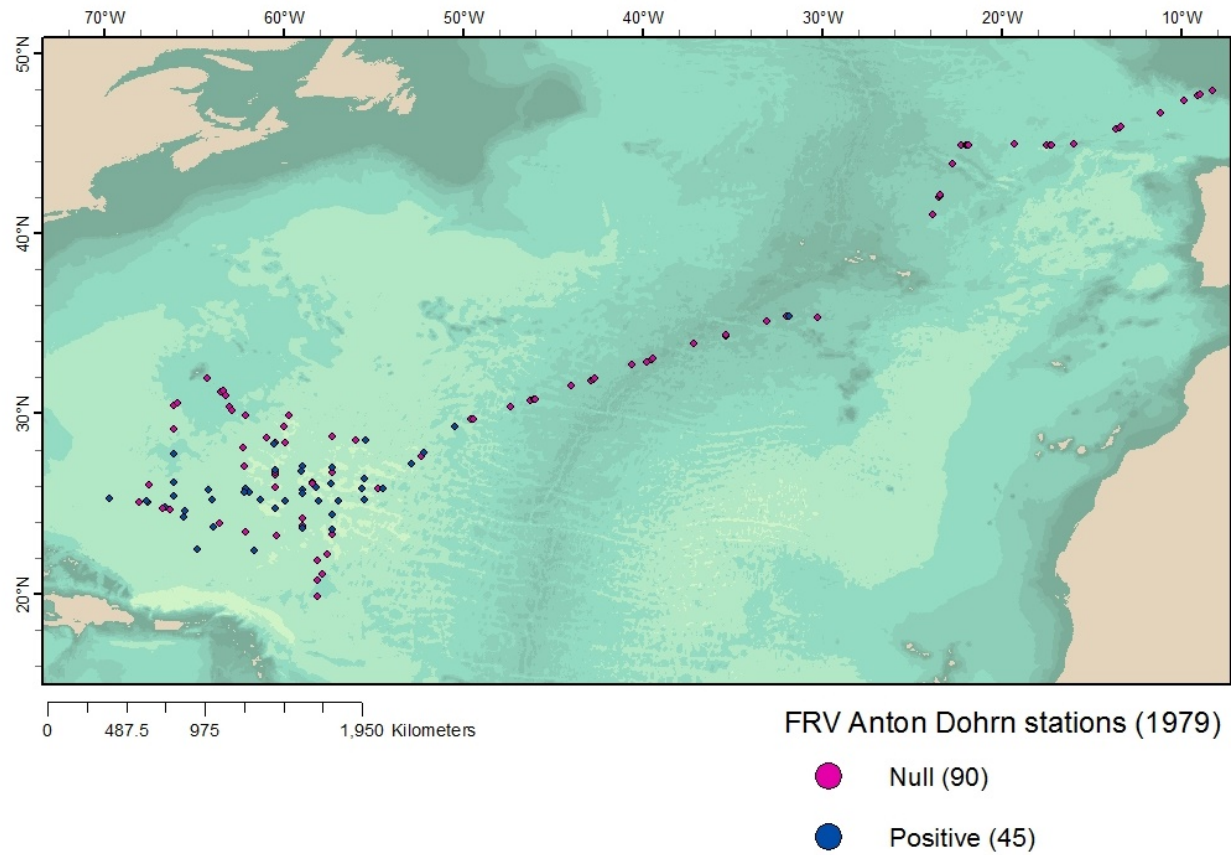 70°W 60°W 50°W 40°W 30°W 20°W 10°W
50°N
40°N
30°N
20°N
0 487.5 975 1,950 Kilometers
FRV Anton Dohrn stations (1979)
Null (90)
Positive (45)